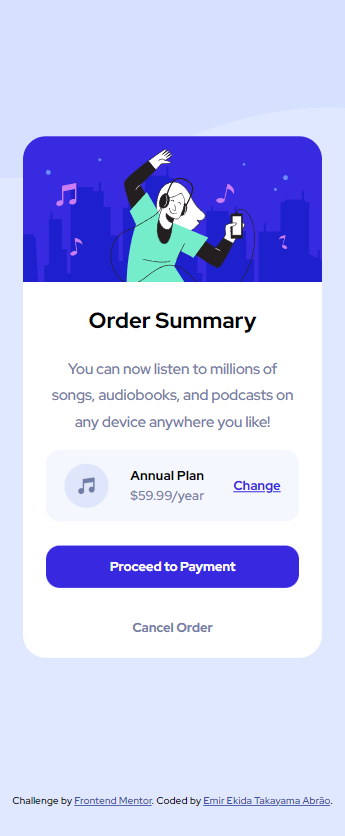 Order Summary
You can now listen to millions of
songs, audiobooks, and podcasts on
any device anywhere you like!
Annual Plan
$59.99/year
Change
Proceed to Payment
Cancel Order
Challenge by Frontend Mentor. Coded by Emir Ekida Takayama Abrão.